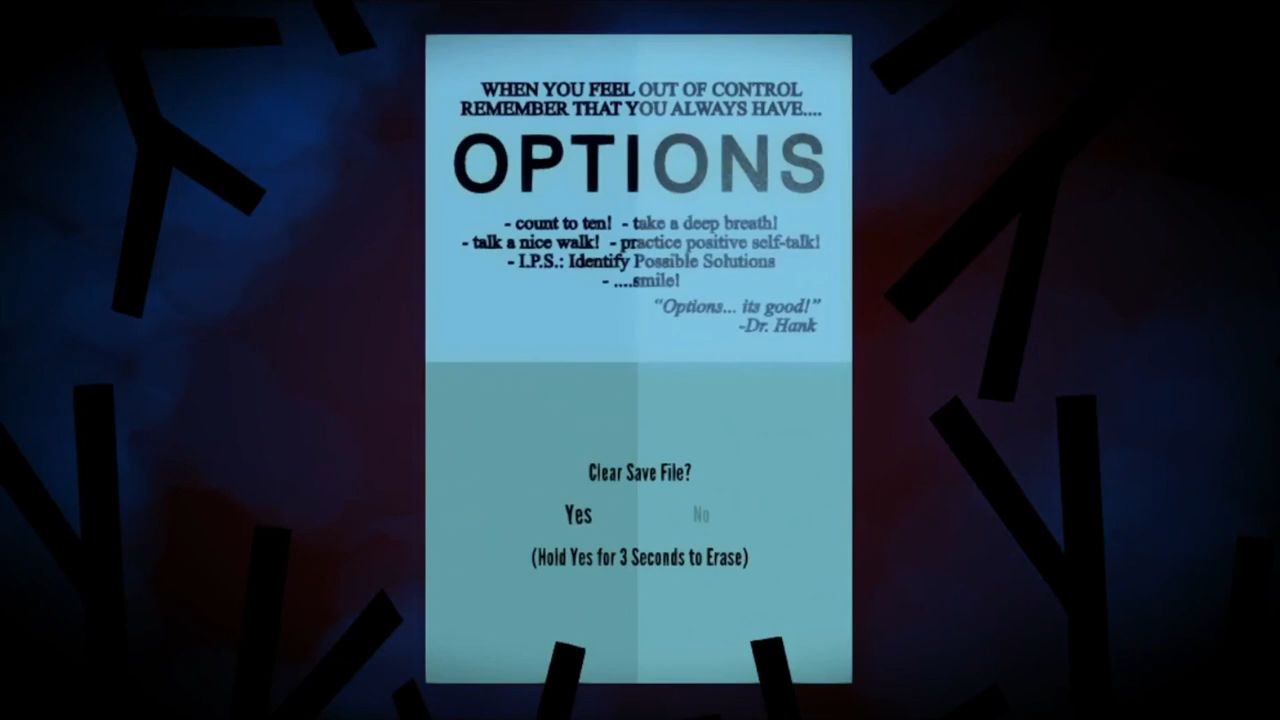 WHEN YOU FEEL OUT OF CONTROL
REMEMBER THAT YOU ALWAYS HAVE....
OPTIONS
- count to ten! - take a deep breath!
- talk a nice walk! - practice positive self-talk!
- I.P.S.: Identify Possible Solutions
- ....smile!
"Options... its good!"
-Dr. Hank
Clear Save File?
Yes No
(Hold Yes for 3 Seconds to Erase)